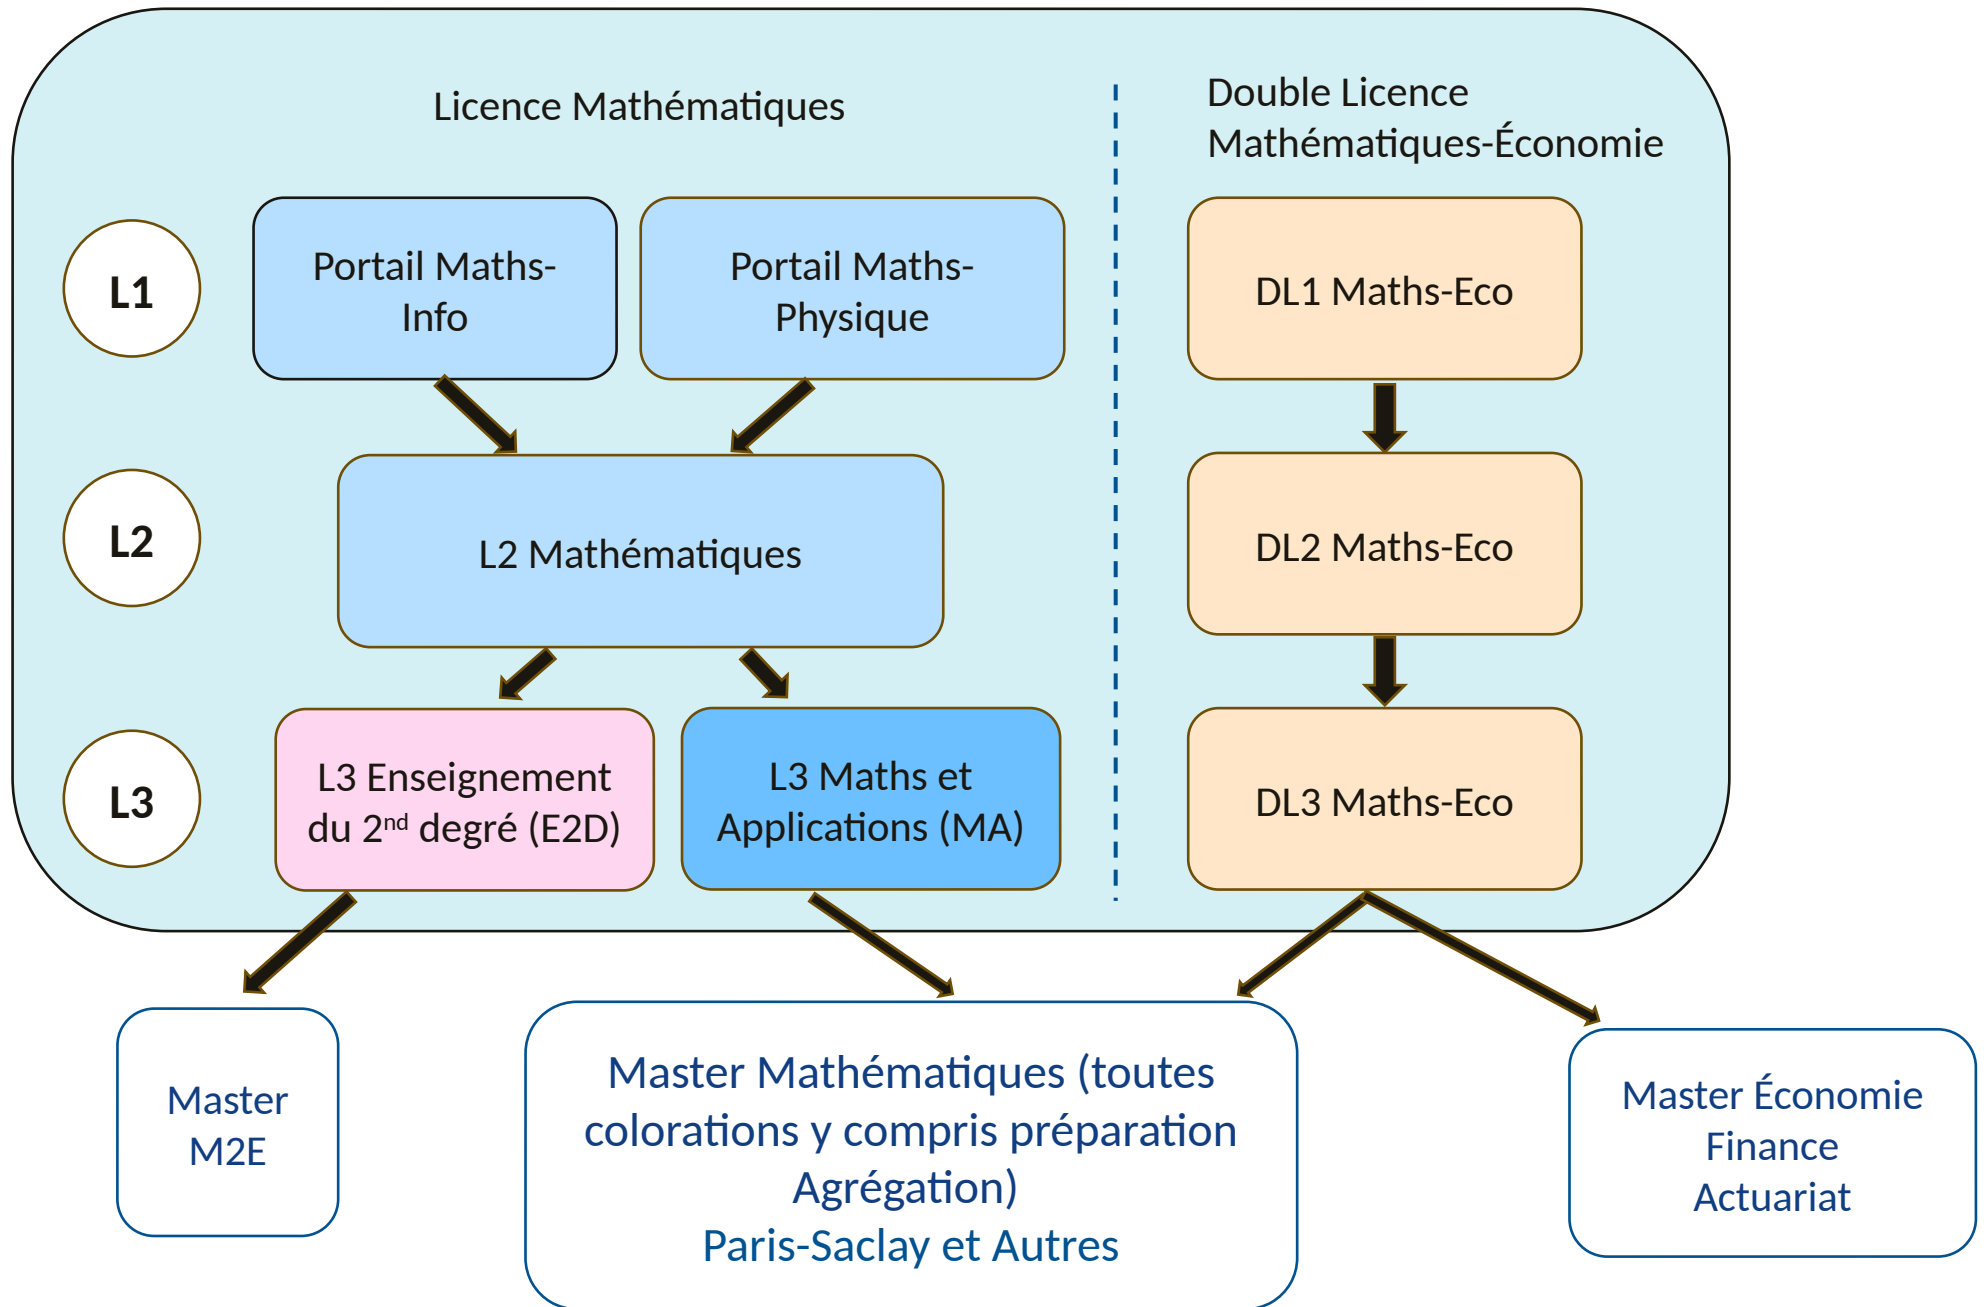 Licence Mathématiques
Double Licence
Mathématiques-Économie
L1
Portail Maths-
Info
Portail Maths-
Physique
DL1 Maths-Eco
L2
L2 Mathématiques
DL2 Maths-Eco
L3
L3 Enseignement
du 2nd degré (E2D)
L3 Maths et
Applications (MA)
DL3 Maths-Eco
Master
M2E
Master Mathématiques (toutes
colorations y compris préparation
Agrégation)
Paris-Saclay et Autres
Master Économie
Finance
Actuariat